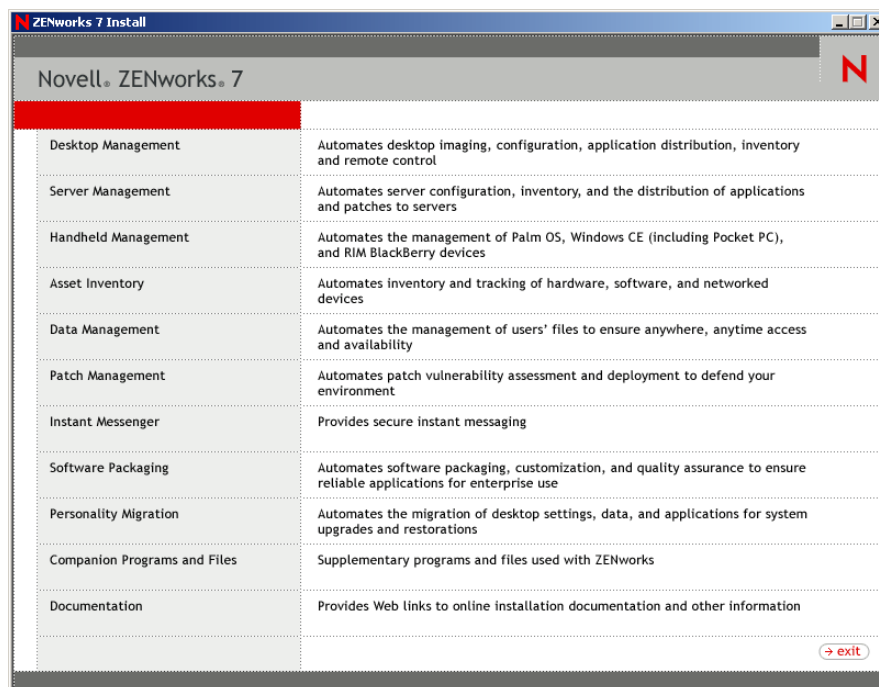 N ZENworks 7 Install
Novell® ZENworks® 7
N
Desktop Management
Automates desktop imaging, configuration, application distribution, inventory
and remote control
Server Management
Automates server configuration, inventory, and the distribution of applications
and patches to servers
Handheld Management
Automates the management of Palm OS, Windows CE (including Pocket PC),
and RIM BlackBerry devices
Asset Inventory
Automates inventory and tracking of hardware, software, and networked
devices
Data Management
Automates the management of users’ files to ensure anywhere, anytime access
and availability
Patch Management
Automates patch vulnerability assessment and deployment to defend your
environment
Instant Messenger
Provides secure instant messaging
Software Packaging
Automates software packaging, customization, and quality assurance to ensure
reliable applications for enterprise use
Personality Migration
Automates the migration of desktop settings, data, and applications for system
upgrades and restorations
Companion Programs and Files
Supplementary programs and files used with ZENworks
Documentation
Provides Web links to online installation documentation and other information
→ exit